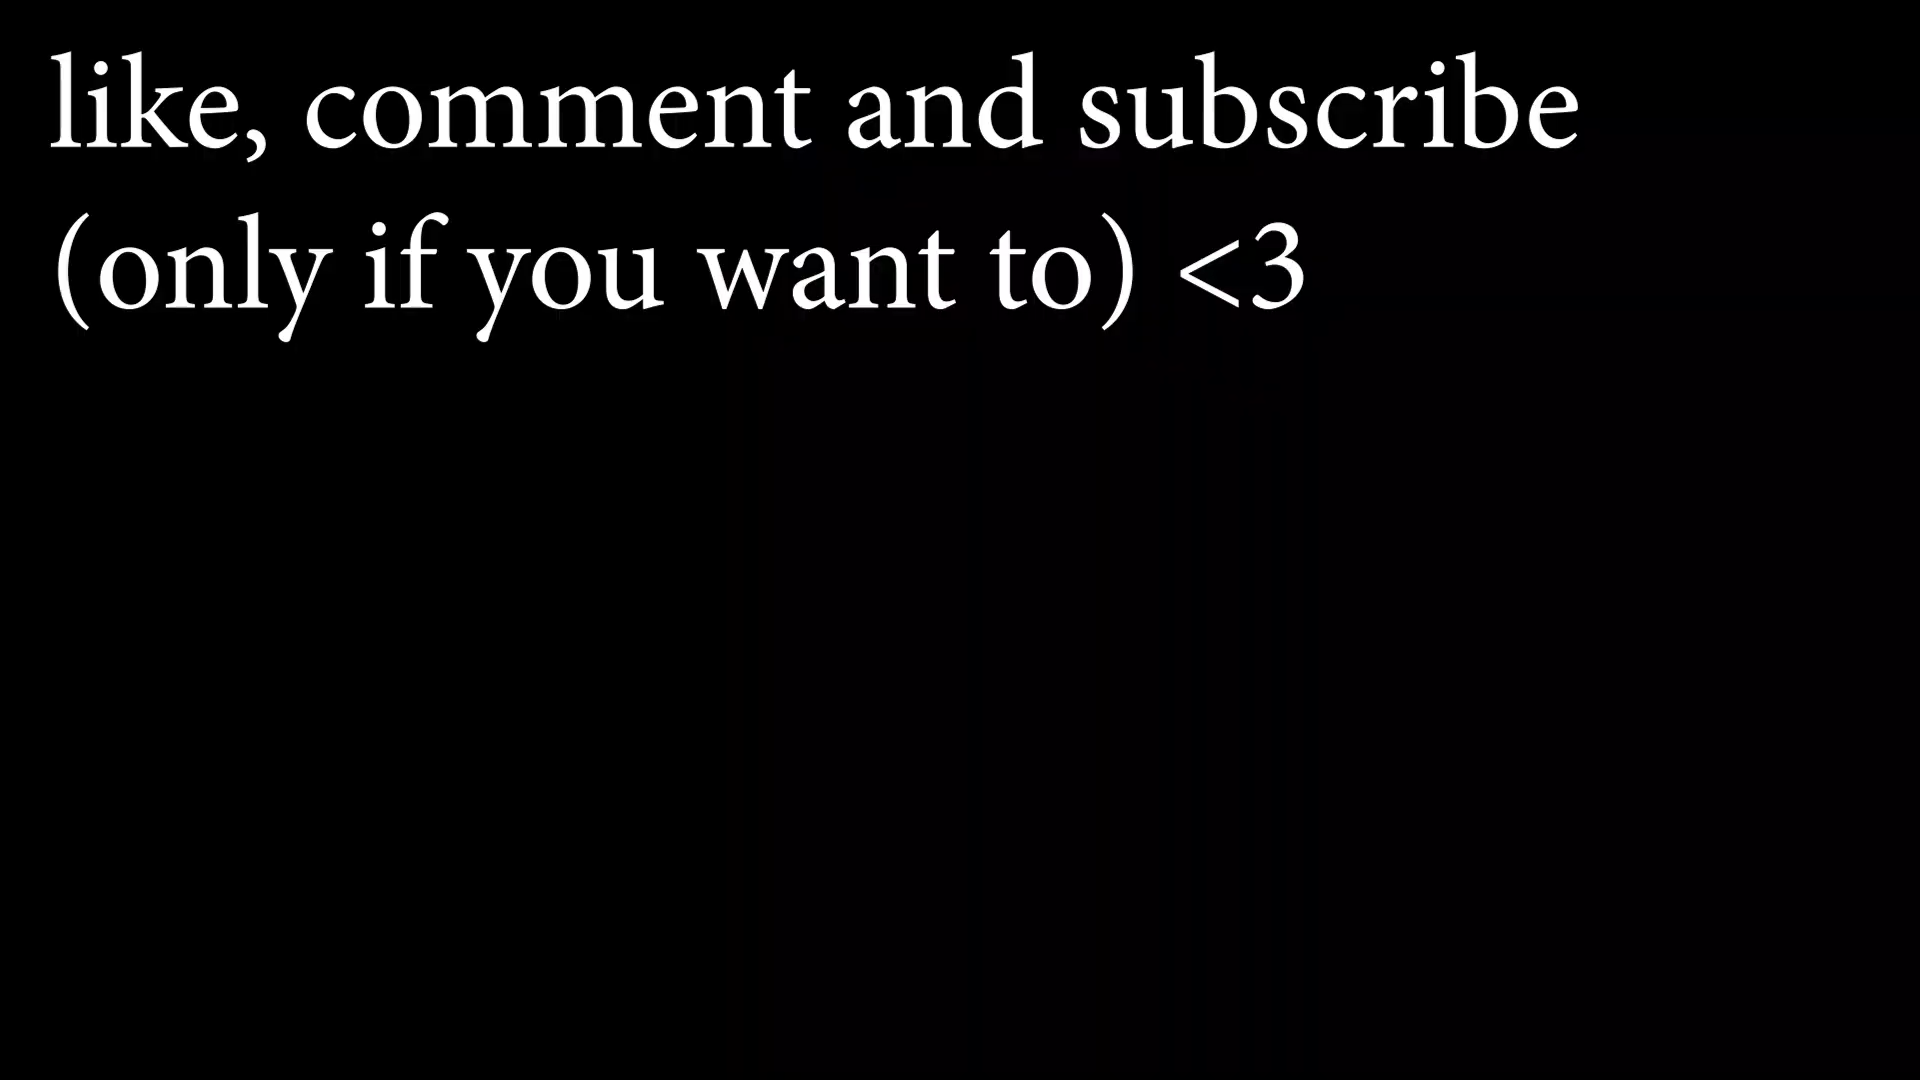 like, comment and subscribe
(only if you want to) <3